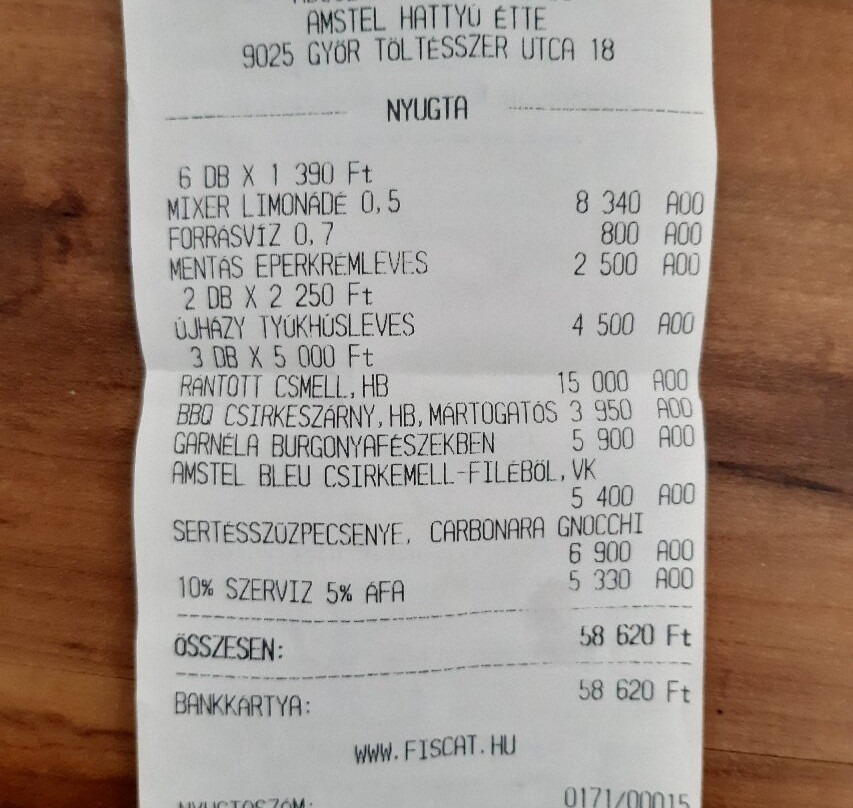 AMSTEL HATTYÚ ÉTTE
9025 GYŐR TÖLTÉSSZER UTCA 18
NYUGTA
6 DB X 1 390 Ft
MIXER LIMONÁDÉ 0,5 8 340 A00
FORRÁSVÍZ 0,7 800 A00
MENTÁS EPERKRÉMLEVES 2 500 A00
2 DB X 2 250 Ft
ÚJHÁZY TYÚKHÚSLEVES 4 500 A00
3 DB X 5 000 Ft
RÁNTOTT CSMELL,HB 15 000 A00
BBQ CSIRKESZÁRNY,HB,MÁRTOGATÓS 3 950 A00
GARNÉLA BURGONYAFÉSZEKBEN 5 900 A00
AMSTEL BLEU CSIRKEMELL-FILÉBŐL,VK
5 400 A00
SERTÉSSZŰZPECSENYE, CARBONARA GNOCCHI
6 900 A00
10% SZERVIZ 5% ÁFA 5 330 A00
ÖSSZESEN: 58 620 Ft
BANKKÁRTYA: 58 620 Ft
WWW.FISCAT.HU
NYUGTASZÁM: 0171/00015